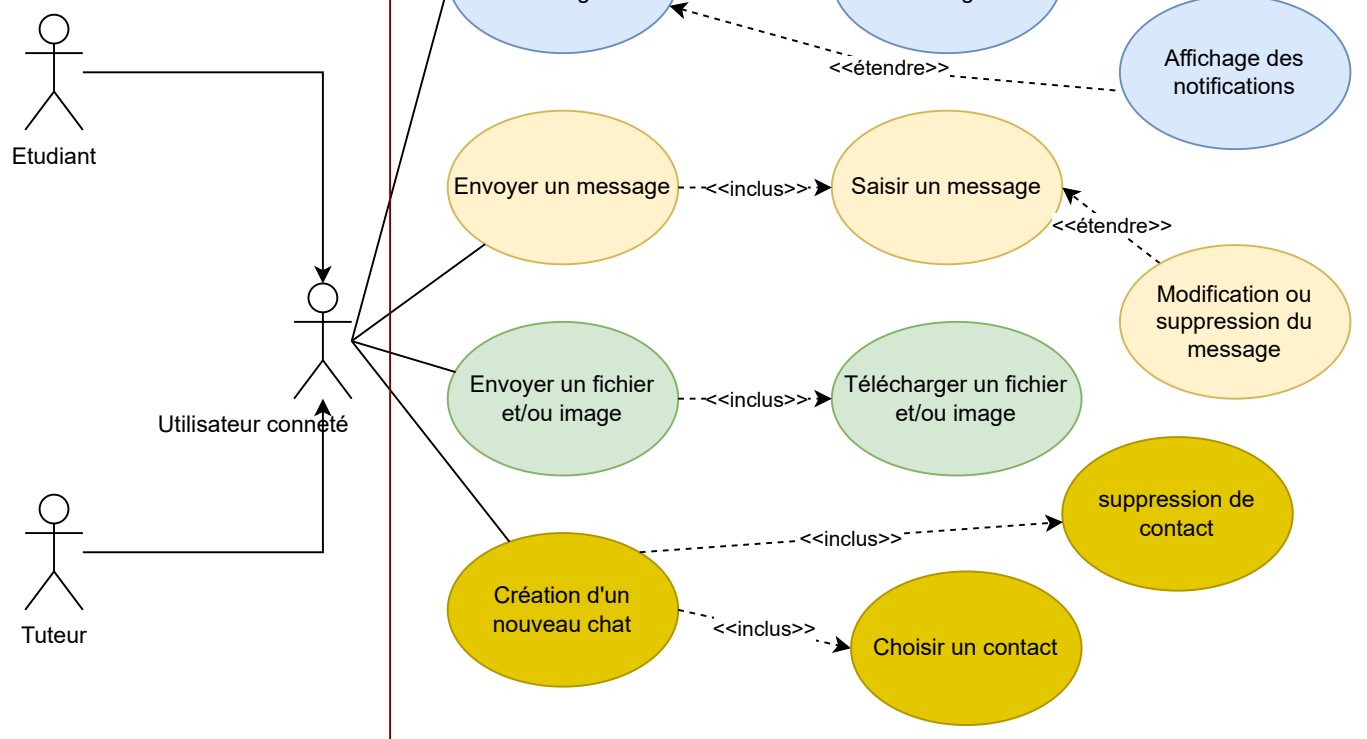 Affichage des
notifications
<<étendre>>
Etudiant
Envoyer un message
<<inclus>>
Saisir un message
<<étendre>>
Modification ou
suppression du
message
Utilisateur conneté
Envoyer un fichier
et/ou image
<<inclus>>
Télécharger un fichier
et/ou image
suppression de
contact
<<inclus>>
Création d'un
nouveau chat
<<inclus>>
Choisir un contact
Tuteur